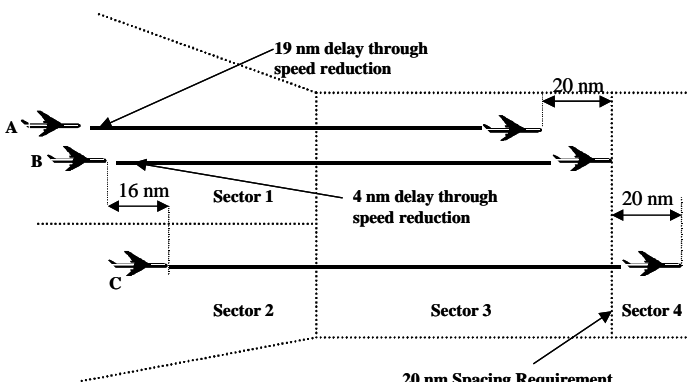 19 nm delay through
speed reduction
20 nm
A
B
16 nm
Sector 1
4 nm delay through
speed reduction
20 nm
C
Sector 2
Sector 3
Sector 4
20 nm Spacing Requirement